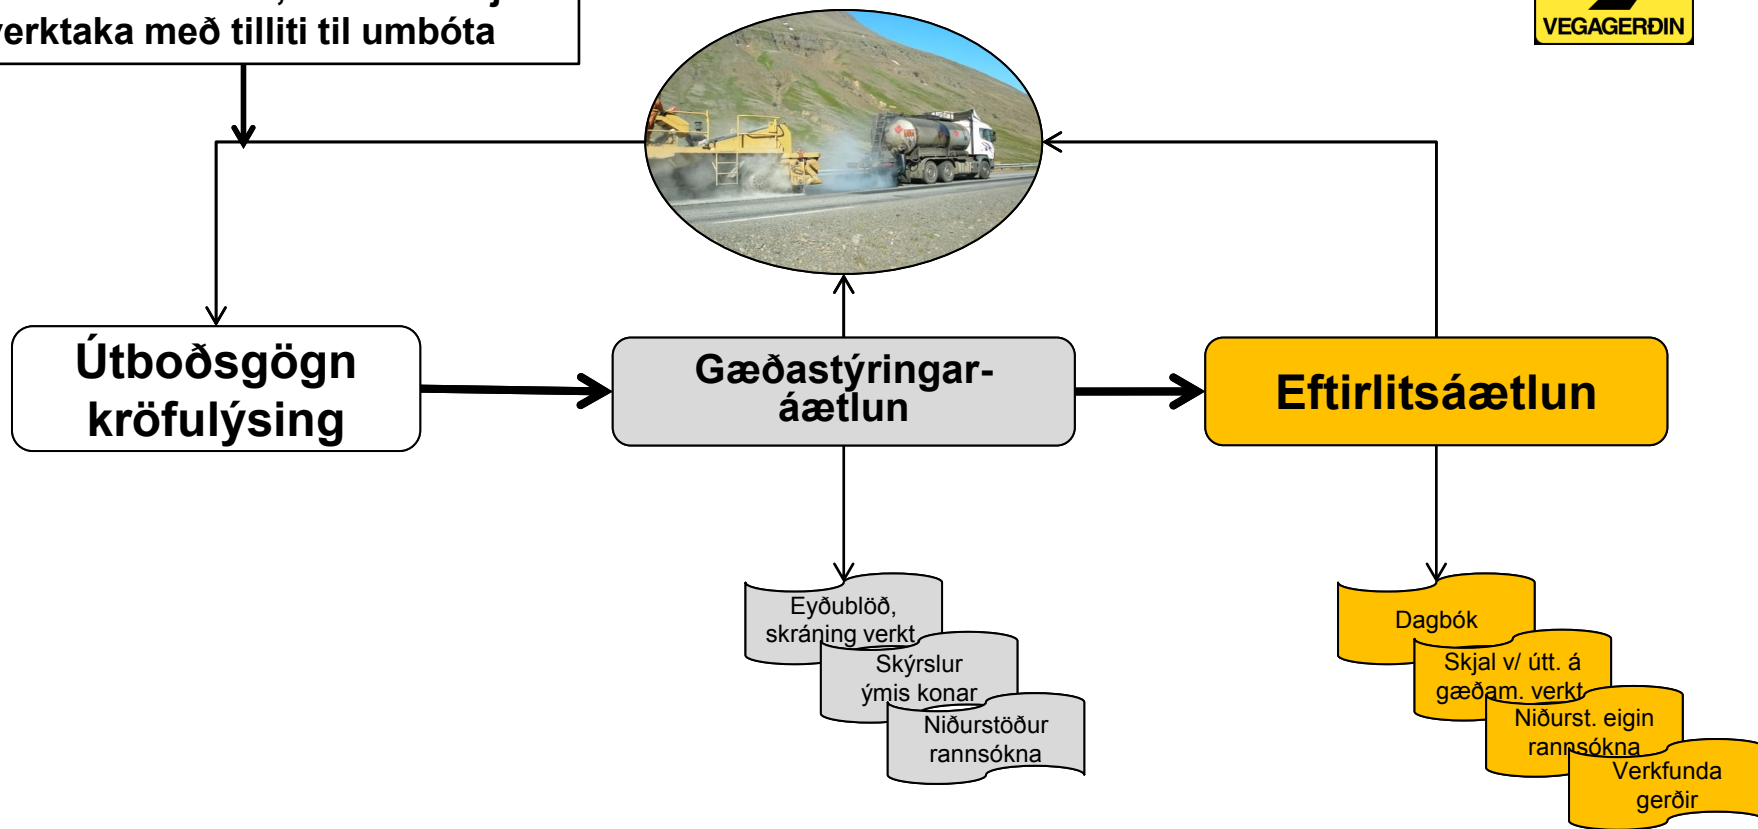 verktaka með tilliti til umbóta
VEGAGERÐIN
Útboðsgögn
kröfulýsing
Gæðastýringar-
áætlun
Eftirlitsáætlun
Eyðublöð,
skráning verkt
Skýrslur
ýmis konar
Niðurstöður
rannsókna
Dagbók
Skjal v/ útt. á
gæðam. verkt
Niðurst. eigin
rannsókna
Verkfunda
gerðir